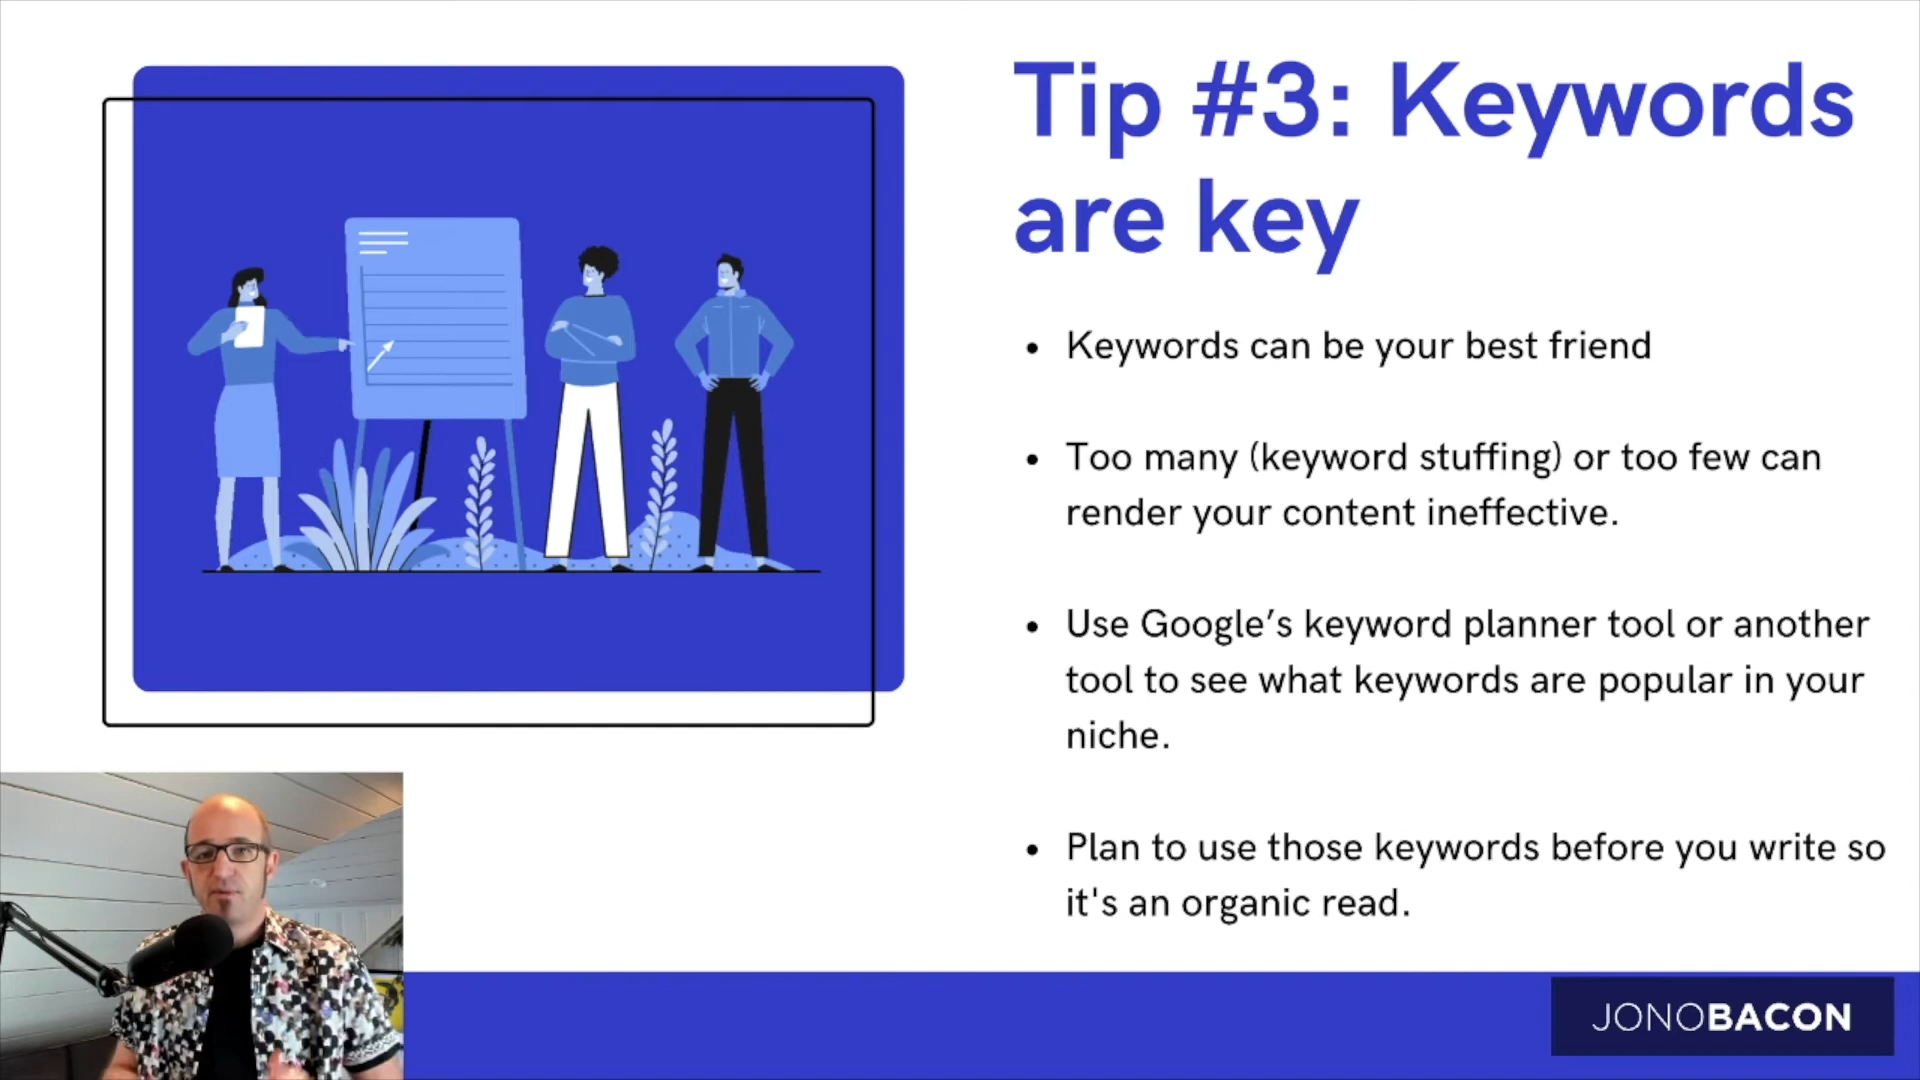 Tip #3: Keywords
are key
• Keywords can be your best friend
• Too many (keyword stuffing) or too few can
render your content ineffective.
• Use Google’s keyword planner tool or another
tool to see what keywords are popular in your
niche.
• Plan to use those keywords before you write so
it's an organic read.
JONOBACON